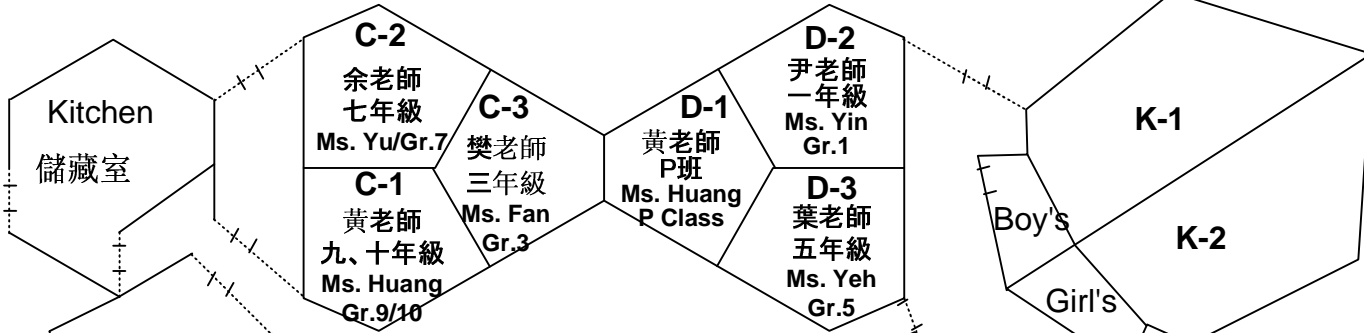 Kitchen
儲藏室
C-2
余老師
七年級
Ms. Yu/Gr.7
C-3
樊老師
三年級
Ms. Fan
Gr.3
C-1
黃老師
九、十年級
Ms. Huang
Gr.9/10
D-1
黃老師
P班
Ms. Huang
P Class
D-2
尹老師
一年級
Ms. Yin
Gr.1
D-3
葉老師
五年級
Ms. Yeh
Gr.5
K-1
K-2
Boy's
Girl's